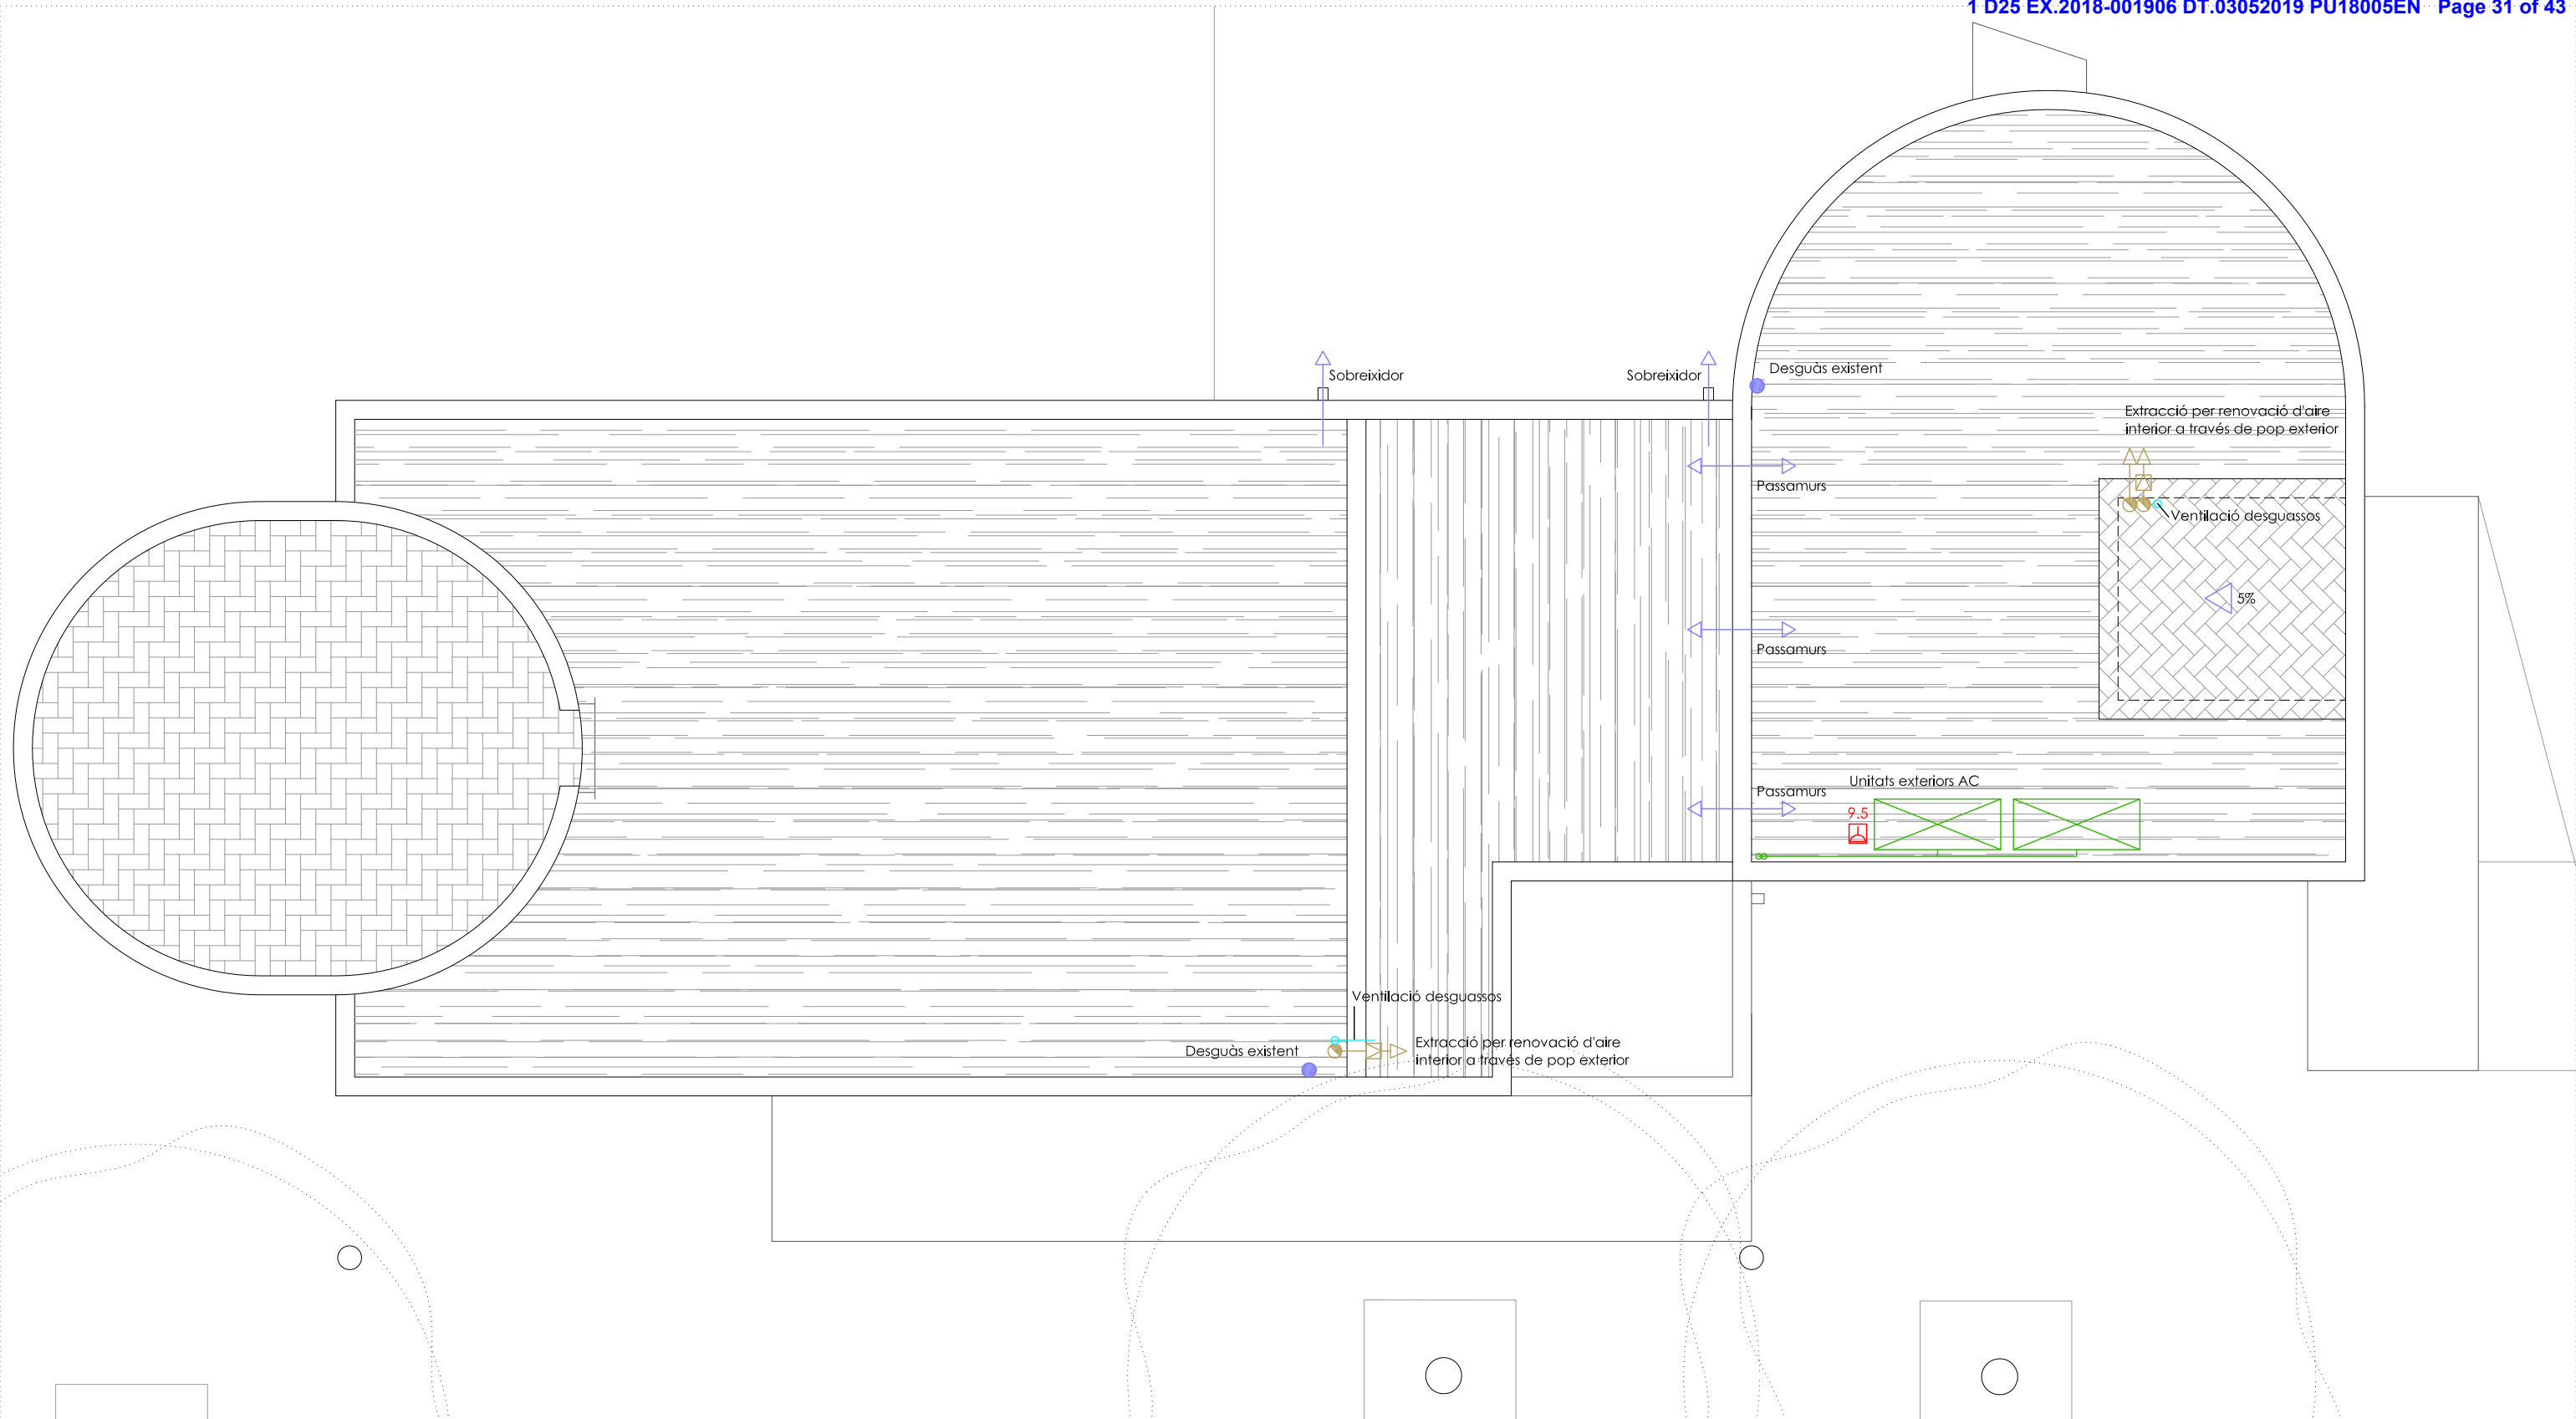 1 D25 EX.2018-001906 DT.03052019 PU18005EN Page 31 of 43
Sobreixidor
Sobreixidor
Desguàs existent
Extracció per renovació d'aire
interior a través de pop exterior
Passamurs
Ventilació desguassos
5%
Passamurs
Unitats exteriors AC
Passamurs
9.5
Ventilació desguassos
Desguàs existent
Extracció per renovació d'aire
interior a través de pop exterior